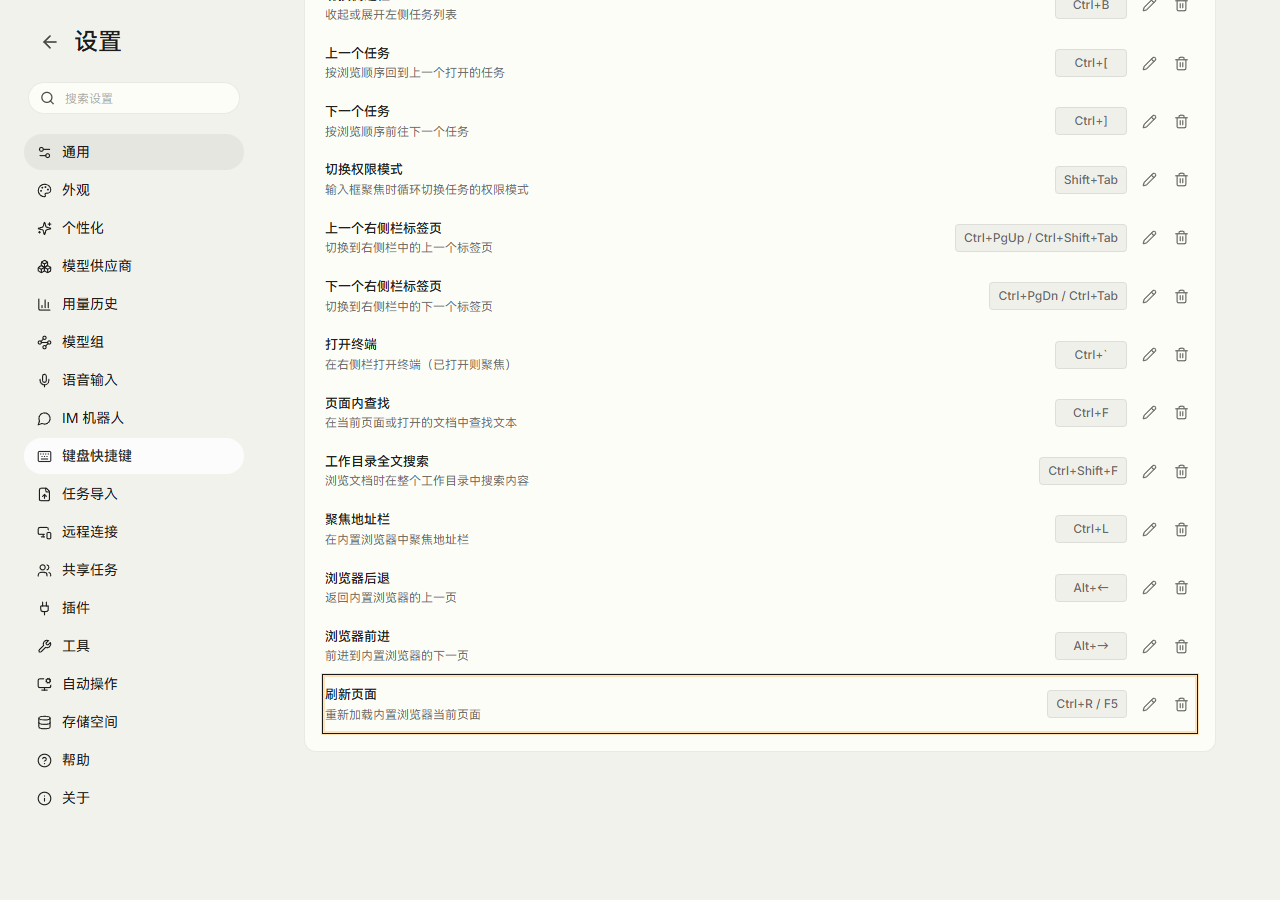 设置
搜索设置
通用
外观
个性化
模型供应商
用量历史
模型组
语音输入
IM 机器人
键盘快捷键
任务导入
远程连接
共享任务
插件
工具
自动操作
存储空间
帮助
关于
收起或展开左侧任务列表
Ctrl+B
上一个任务
按浏览顺序回到上一个打开的任务
Ctrl+[
下一个任务
按浏览顺序前往下一个任务
Ctrl+]
切换权限模式
输入框聚焦时循环切换任务的权限模式
Shift+Tab
上一个右侧栏标签页
切换到右侧栏中的上一个标签页
Ctrl+PgUp / Ctrl+Shift+Tab
下一个右侧栏标签页
切换到右侧栏中的下一个标签页
Ctrl+PgDn / Ctrl+Tab
打开终端
在右侧栏打开终端（已打开则聚焦）
Ctrl+`
页面内查找
在当前页面或打开的文档中查找文本
Ctrl+F
工作目录全文搜索
浏览文档时在整个工作目录中搜索内容
Ctrl+Shift+F
聚焦地址栏
在内置浏览器中聚焦地址栏
Ctrl+L
浏览器后退
返回内置浏览器的上一页
Alt+←
浏览器前进
前进到内置浏览器的下一页
Alt+→
刷新页面
重新加载内置浏览器当前页面
Ctrl+R / F5